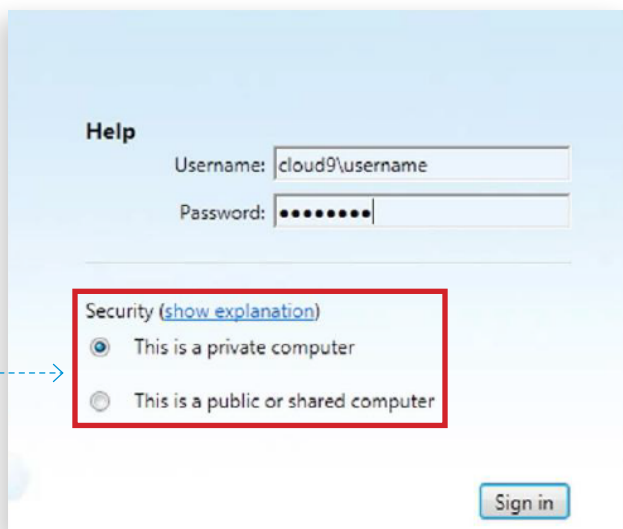 Help
Username: cloud9\username
Password: ••••••••
Security (show explanation)
This is a private computer
This is a public or shared computer
Sign in